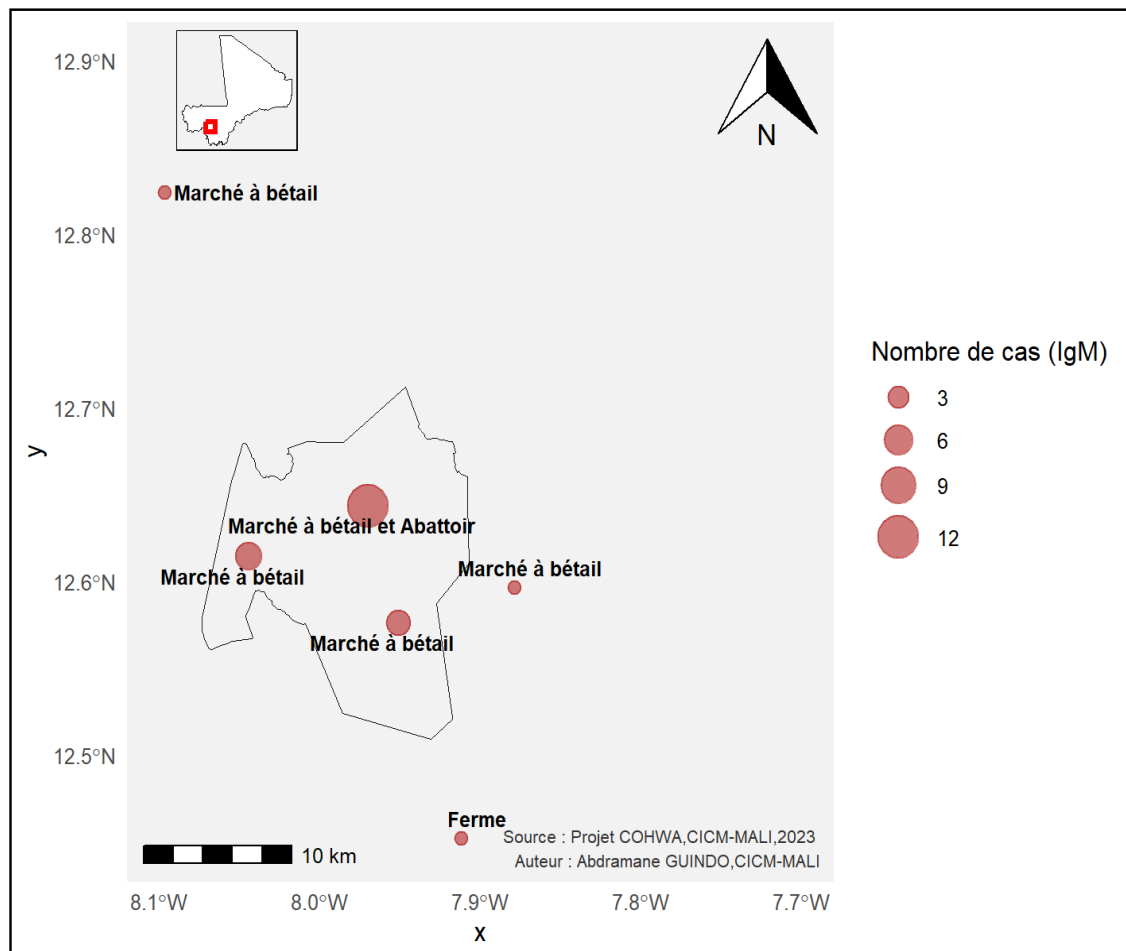 12.9°N
N
Marché à bétail
12.8°N
Nombre de cas (IgM)
3
12.7°N
6
y
9
Marché à bétail et Abattoir
12
12.6°N
Marché à bétail
Marché à bétail
Marché à bétail
12.5°N
Ferme
Source : Projet COHWA,CICM-MALI,2023
10 km
Auteur : Abdramane GUINDO,CICM-MALI
8.1°W
8.0°W
7.9°W
7.8°W
7.7°W
x